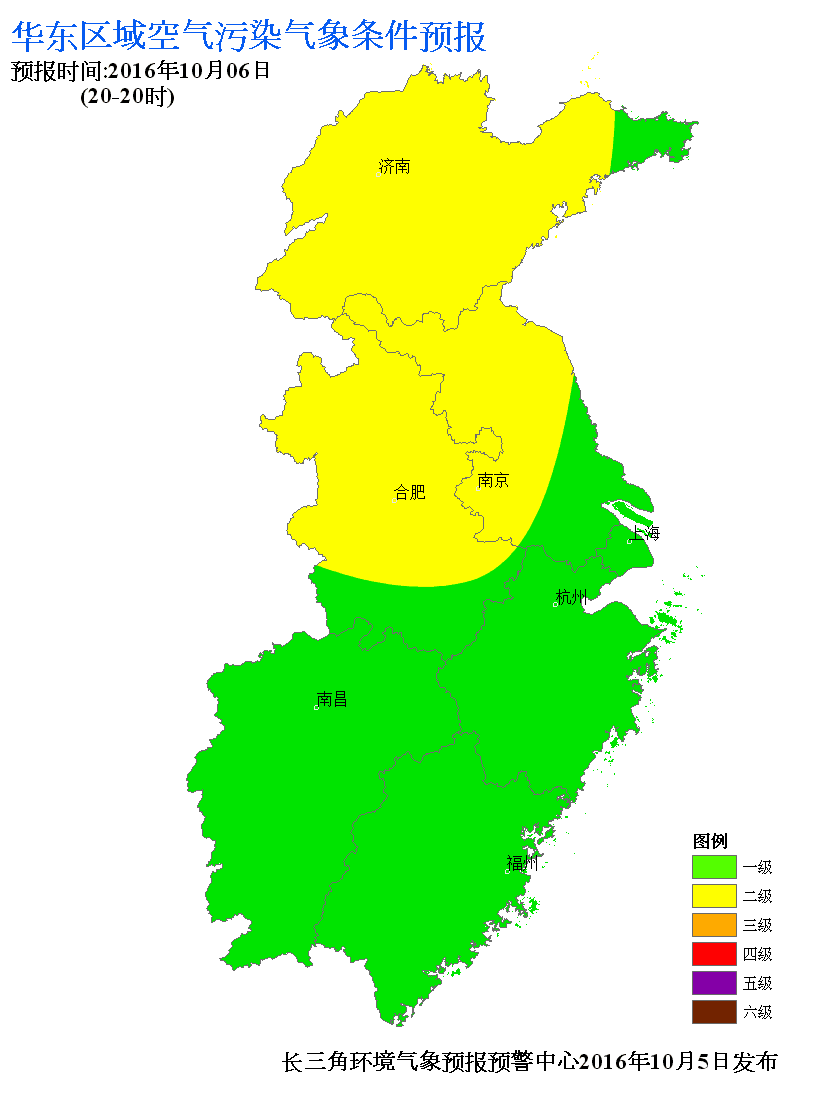 华东区域空气污染气象条件预报
预报时间:2016年10月06日
(20-20时)
济南
南京
合肥
上海
杭州
南昌
福州
图例
一级
二级
三级
四级
五级
六级
长三角环境气象预报预警中心2016年10月5日发布